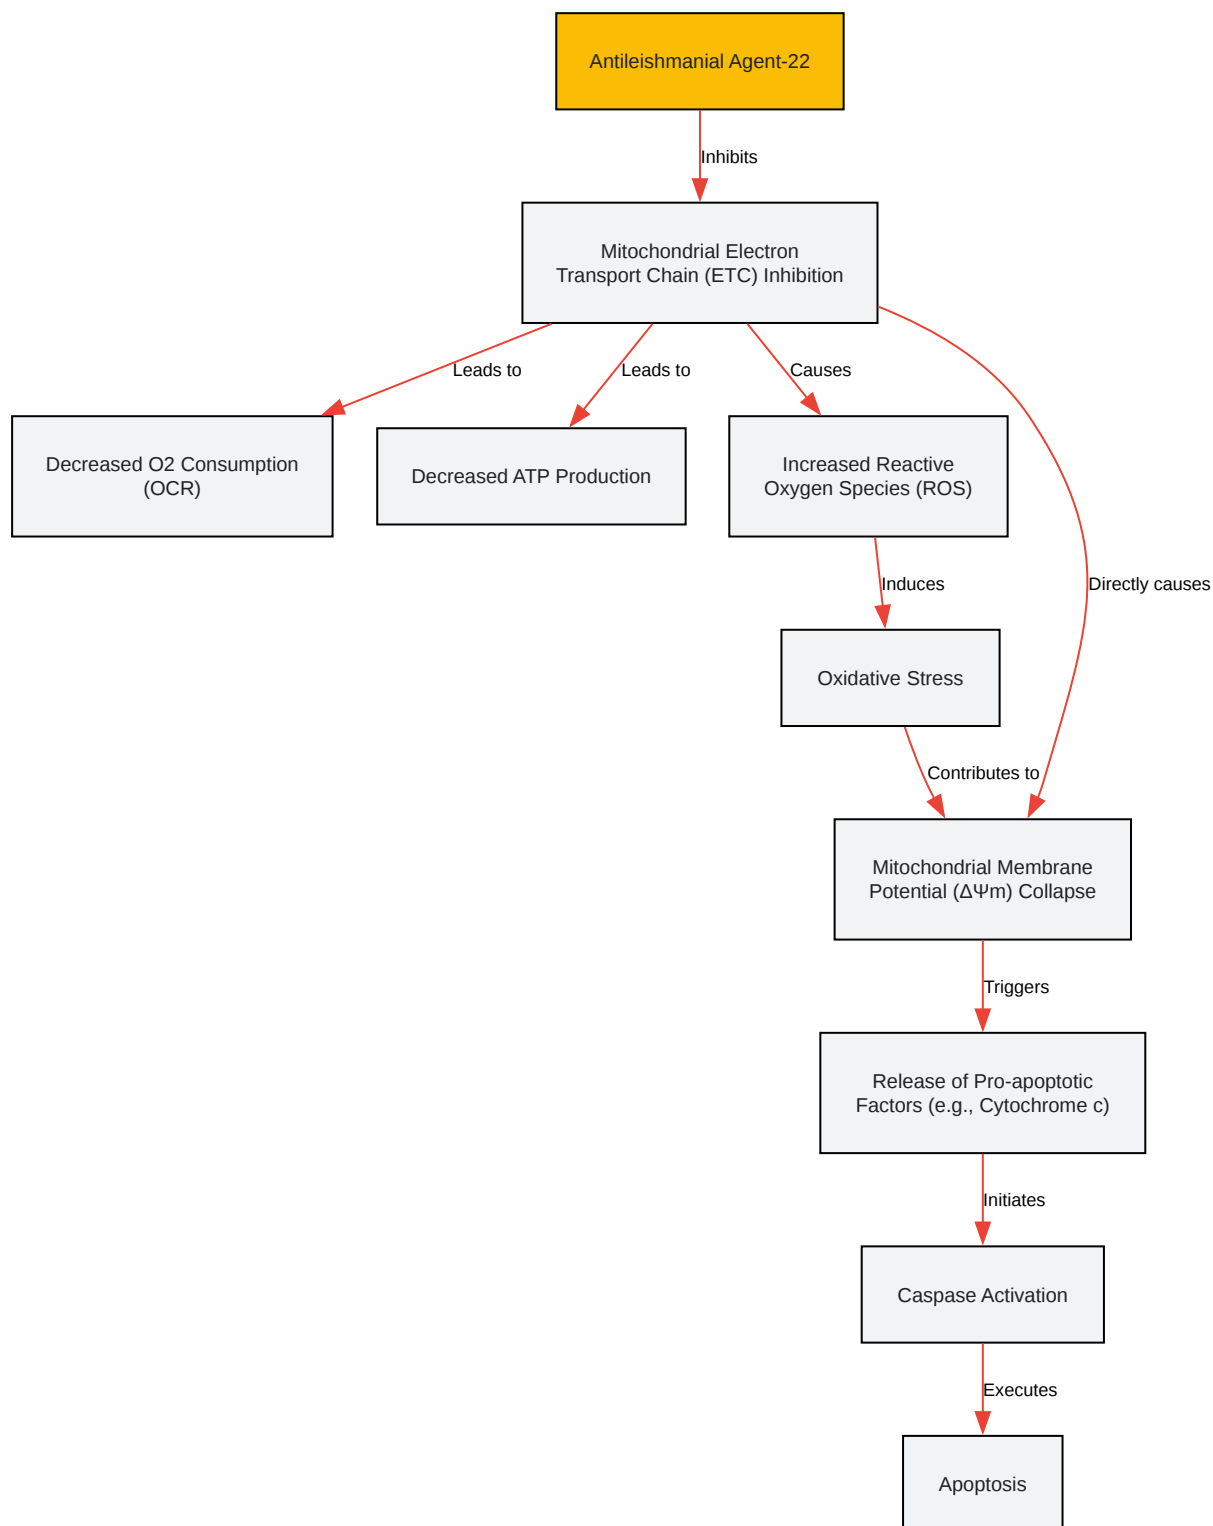 Antileishmanial Agent-22
Inhibits
Mitochondrial Electron
Transport Chain (ETC) Inhibition
Leads to
Leads to
Causes
Decreased O2 Consumption
(OCR)
Decreased ATP Production
Increased Reactive
Oxygen Species (ROS)
Induces
Directly causes
Oxidative Stress
Contributes to
Mitochondrial Membrane
Potential (ΔΨm) Collapse
Triggers
Release of Pro-apoptotic
Factors (e.g., Cytochrome c)
Initiates
Caspase Activation
Executes
Apoptosis